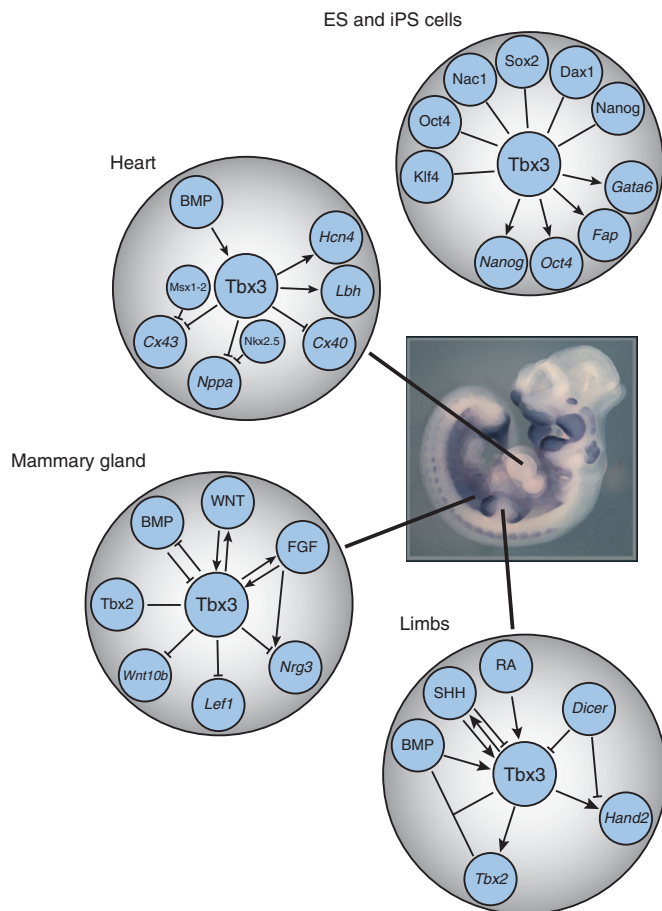 ES and iPS cells
Sox2
Nac1
Dax1
Oct4
Nanog
Klf4
Tbx3
Gata6
Fap
Nanog
Oct4
Heart
BMP
Hcn4
Msx1-2
Tbx3
Lbh
Cx43
Nkx2.5
Cx40
Nppa
Mammary gland
WNT
BMP
FGF
Tbx2
Tbx3
Wnt10b
Nrg3
Lef1
Limbs
RA
SHH
Dicer
BMP
Tbx3
Hand2
Tbx2